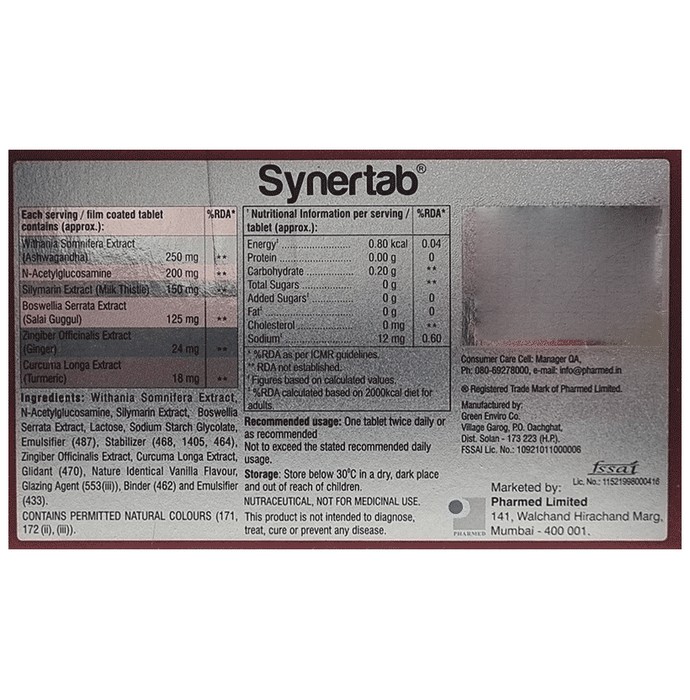 Synertab®
Each serving / film coated tablet %RDA*
contains (approx.):
Withania Somnifera Extract
(Ashwagandha) 250 mg **
N-Acetylglucosamine 200 mg **
Silymarin Extract (Milk Thistle) 150 mg **
Boswellia Serrata Extract
(Salai Guggul) 125 mg **
Zingiber Officinalis Extract
(Ginger) 24 mg **
Curcuma Longa Extract
(Turmeric) 18 mg **
Ingredients: Withania Somnifera Extract,
N-Acetylglucosamine, Silymarin Extract, Boswellia
Serrata Extract, Lactose, Sodium Starch Glycolate,
Emulsifier (487), Stabilizer (468, 1405, 464),
Zingiber Officinalis Extract, Curcuma Longa Extract,
Glidant (470), Nature Identical Vanilla Flavour,
Glazing Agent (553(iii)), Binder (462) and Emulsifier
(433).
CONTAINS PERMITTED NATURAL COLOURS (171,
172 (ii), (iii)).
Nutritional Information per serving / %RDA*
tablet (approx.):
Energy .......................... 0.80 kcal 0.04
Protein .......................... 0.00 g 0
Carbohydrate .................. 0.20 g **
Total Sugars .................. 0 g **
Added Sugars .................. 0 g 0
Fat .......................... 0 g 0
Cholesterol .................. 0 mg **
Sodium .......................... 12 mg 0.60
* %RDA as per ICMR guidelines.
** RDA not established.
Figures based on calculated values.
%RDA calculated based on 2000kcal diet for
adults.
Recommended usage: One tablet twice daily or
as recommended
Not to exceed the stated recommended daily
usage.
Storage: Store below 30°C in a dry, dark place
and out of reach of children.
NUTRACEUTICAL, NOT FOR MEDICINAL USE.
This product is not intended to diagnose,
treat, cure or prevent any disease.
Consumer Care Cell: Manager QA,
Ph: 080-69278000, e-mail: info@pharmed.in
® Registered Trade Mark of Pharmed Limited.
Manufactured by:
Green Enviro Co.
Village Garog, P.O. Oachghat,
Dist. Solan - 173 223 (H.P.).
FSSAI Lic. No.: 10921011000006
fssai
Lic. No.: 11521998000416
PHARMED
Marketed by:
Pharmed Limited
141, Walchand Hirachand Marg,
Mumbai - 400 001.